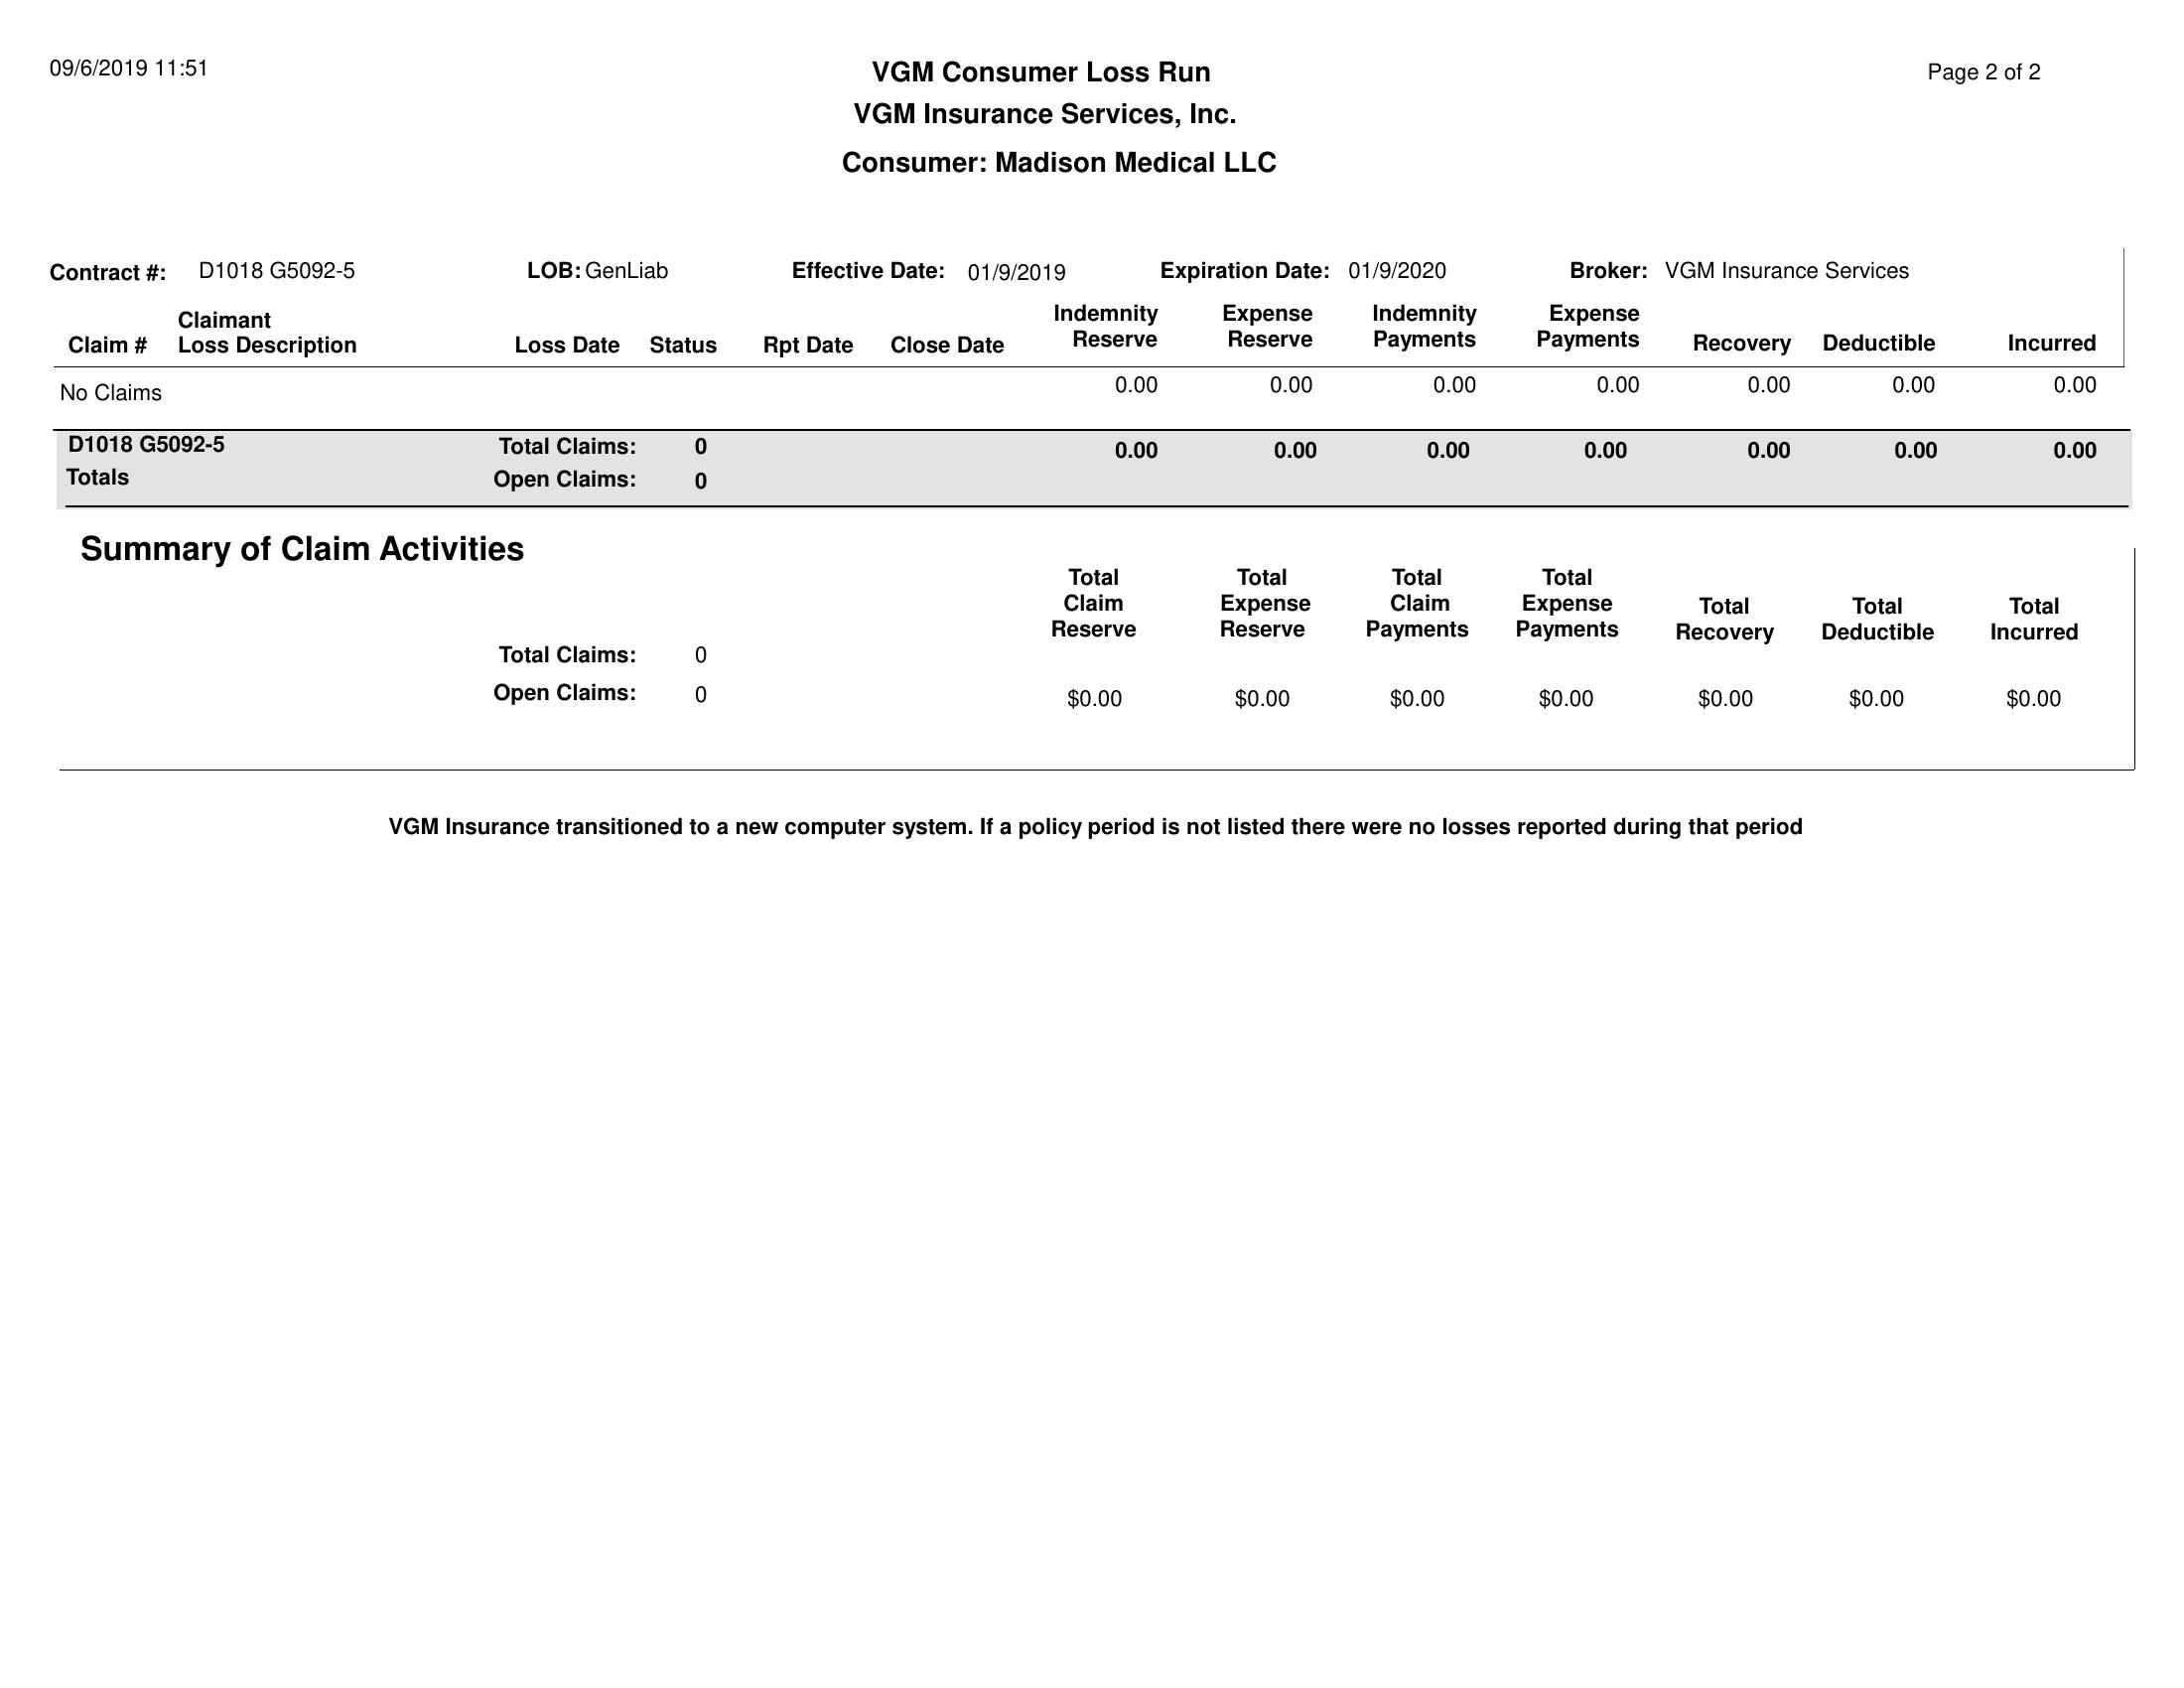 09/6/2019 11:51
VGM Consumer Loss Run
Page 2 of 2
VGM Insurance Services, Inc.
Consumer: Madison Medical LLC
Contract #: D1018 G5092-5 LOB: GenLiab Effective Date: 01/9/2019 Expiration Date: 01/9/2020 Broker: VGM Insurance Services
Claimant Indemnity Expense Indemnity Expense
Claim # Loss Description Loss Date Status Rpt Date Close Date Reserve Reserve Payments Payments Recovery Deductible Incurred
No Claims 0.00 0.00 0.00 0.00 0.00 0.00 0.00
D1018 G5092-5 Total Claims: 0 0.00 0.00 0.00 0.00 0.00 0.00 0.00
Totals Open Claims: 0
Summary of Claim Activities
Total Total Total Total
Claim Expense Claim Expense Total Total Total
Reserve Reserve Payments Payments Recovery Deductible Incurred
Total Claims: 0
Open Claims: 0 $0.00 $0.00 $0.00 $0.00 $0.00 $0.00 $0.00
VGM Insurance transitioned to a new computer system. If a policy period is not listed there were no losses reported during that period